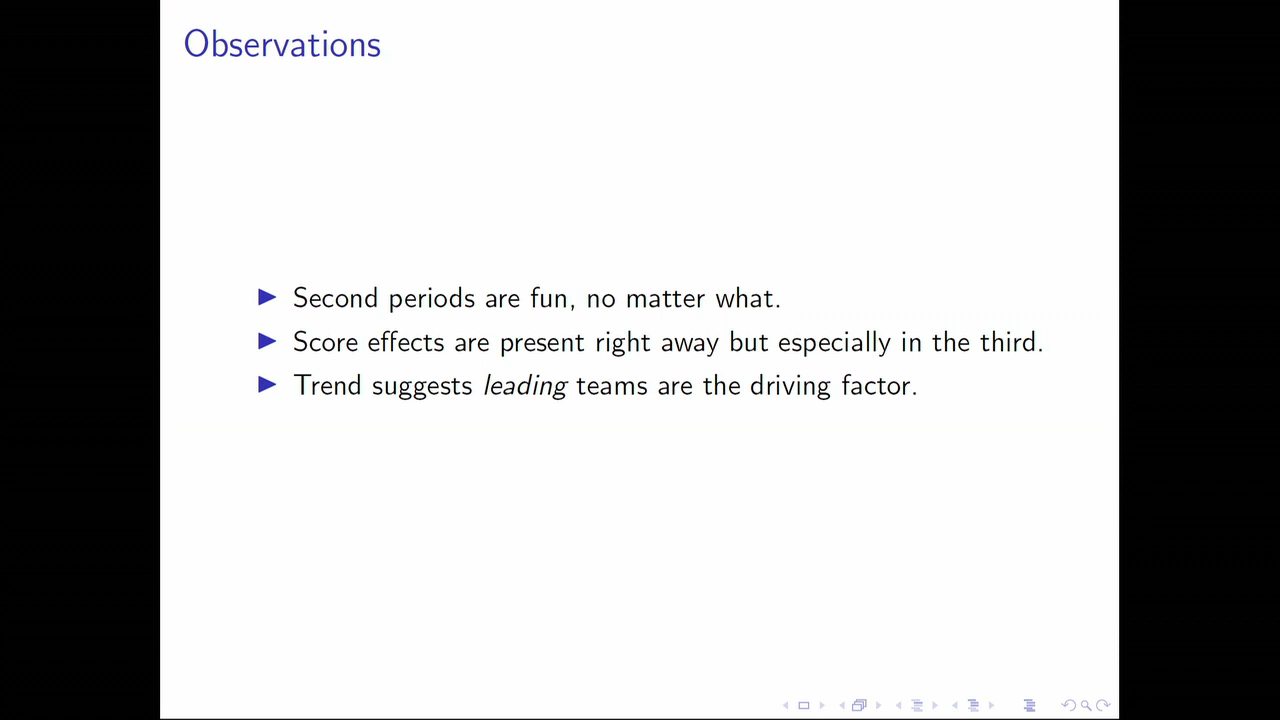 Observations
Second periods are fun, no matter what.
Score effects are present right away but especially in the third.
Trend suggests leading teams are the driving factor.